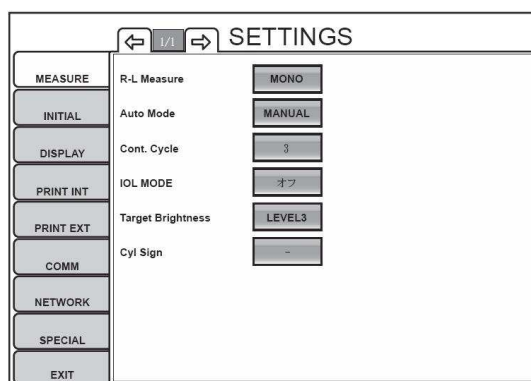 1/1 SETTINGS
MEASURE
INITIAL
DISPLAY
PRINT INT
PRINT EXT
COMM
NETWORK
SPECIAL
EXIT
R-L Measure MONO
Auto Mode MANUAL
Cont. Cycle 3
IOL MODE オフ
Target Brightness LEVEL3
Cyl Sign -